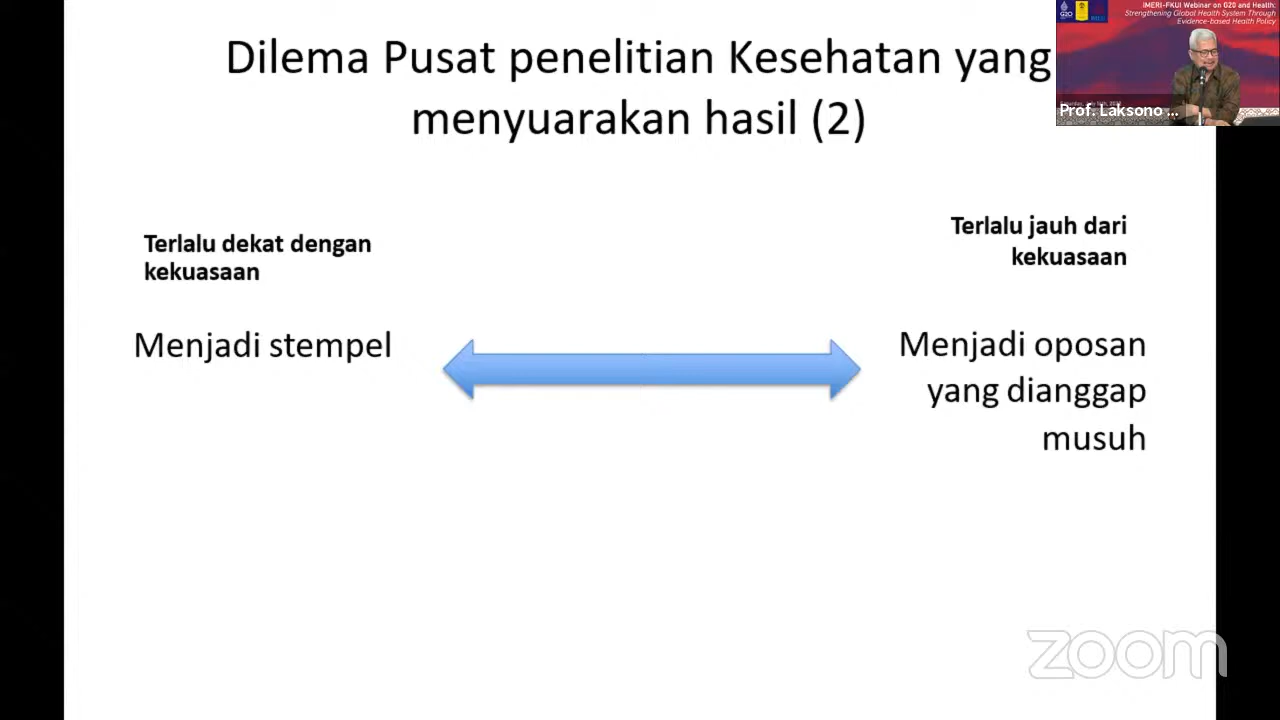 IMERI-FKUI Webinar on G20 and Health:
Strengthening Global Health System Through
Evidence-based Health Policy
G20
Prof. Laksono ...
Dilema Pusat penelitian Kesehatan yang
menyuarakan hasil (2)
Terlalu dekat dengan
kekuasaan
Terlalu jauh dari
kekuasaan
Menjadi stempel
Menjadi oposan
yang dianggap
musuh
zoom